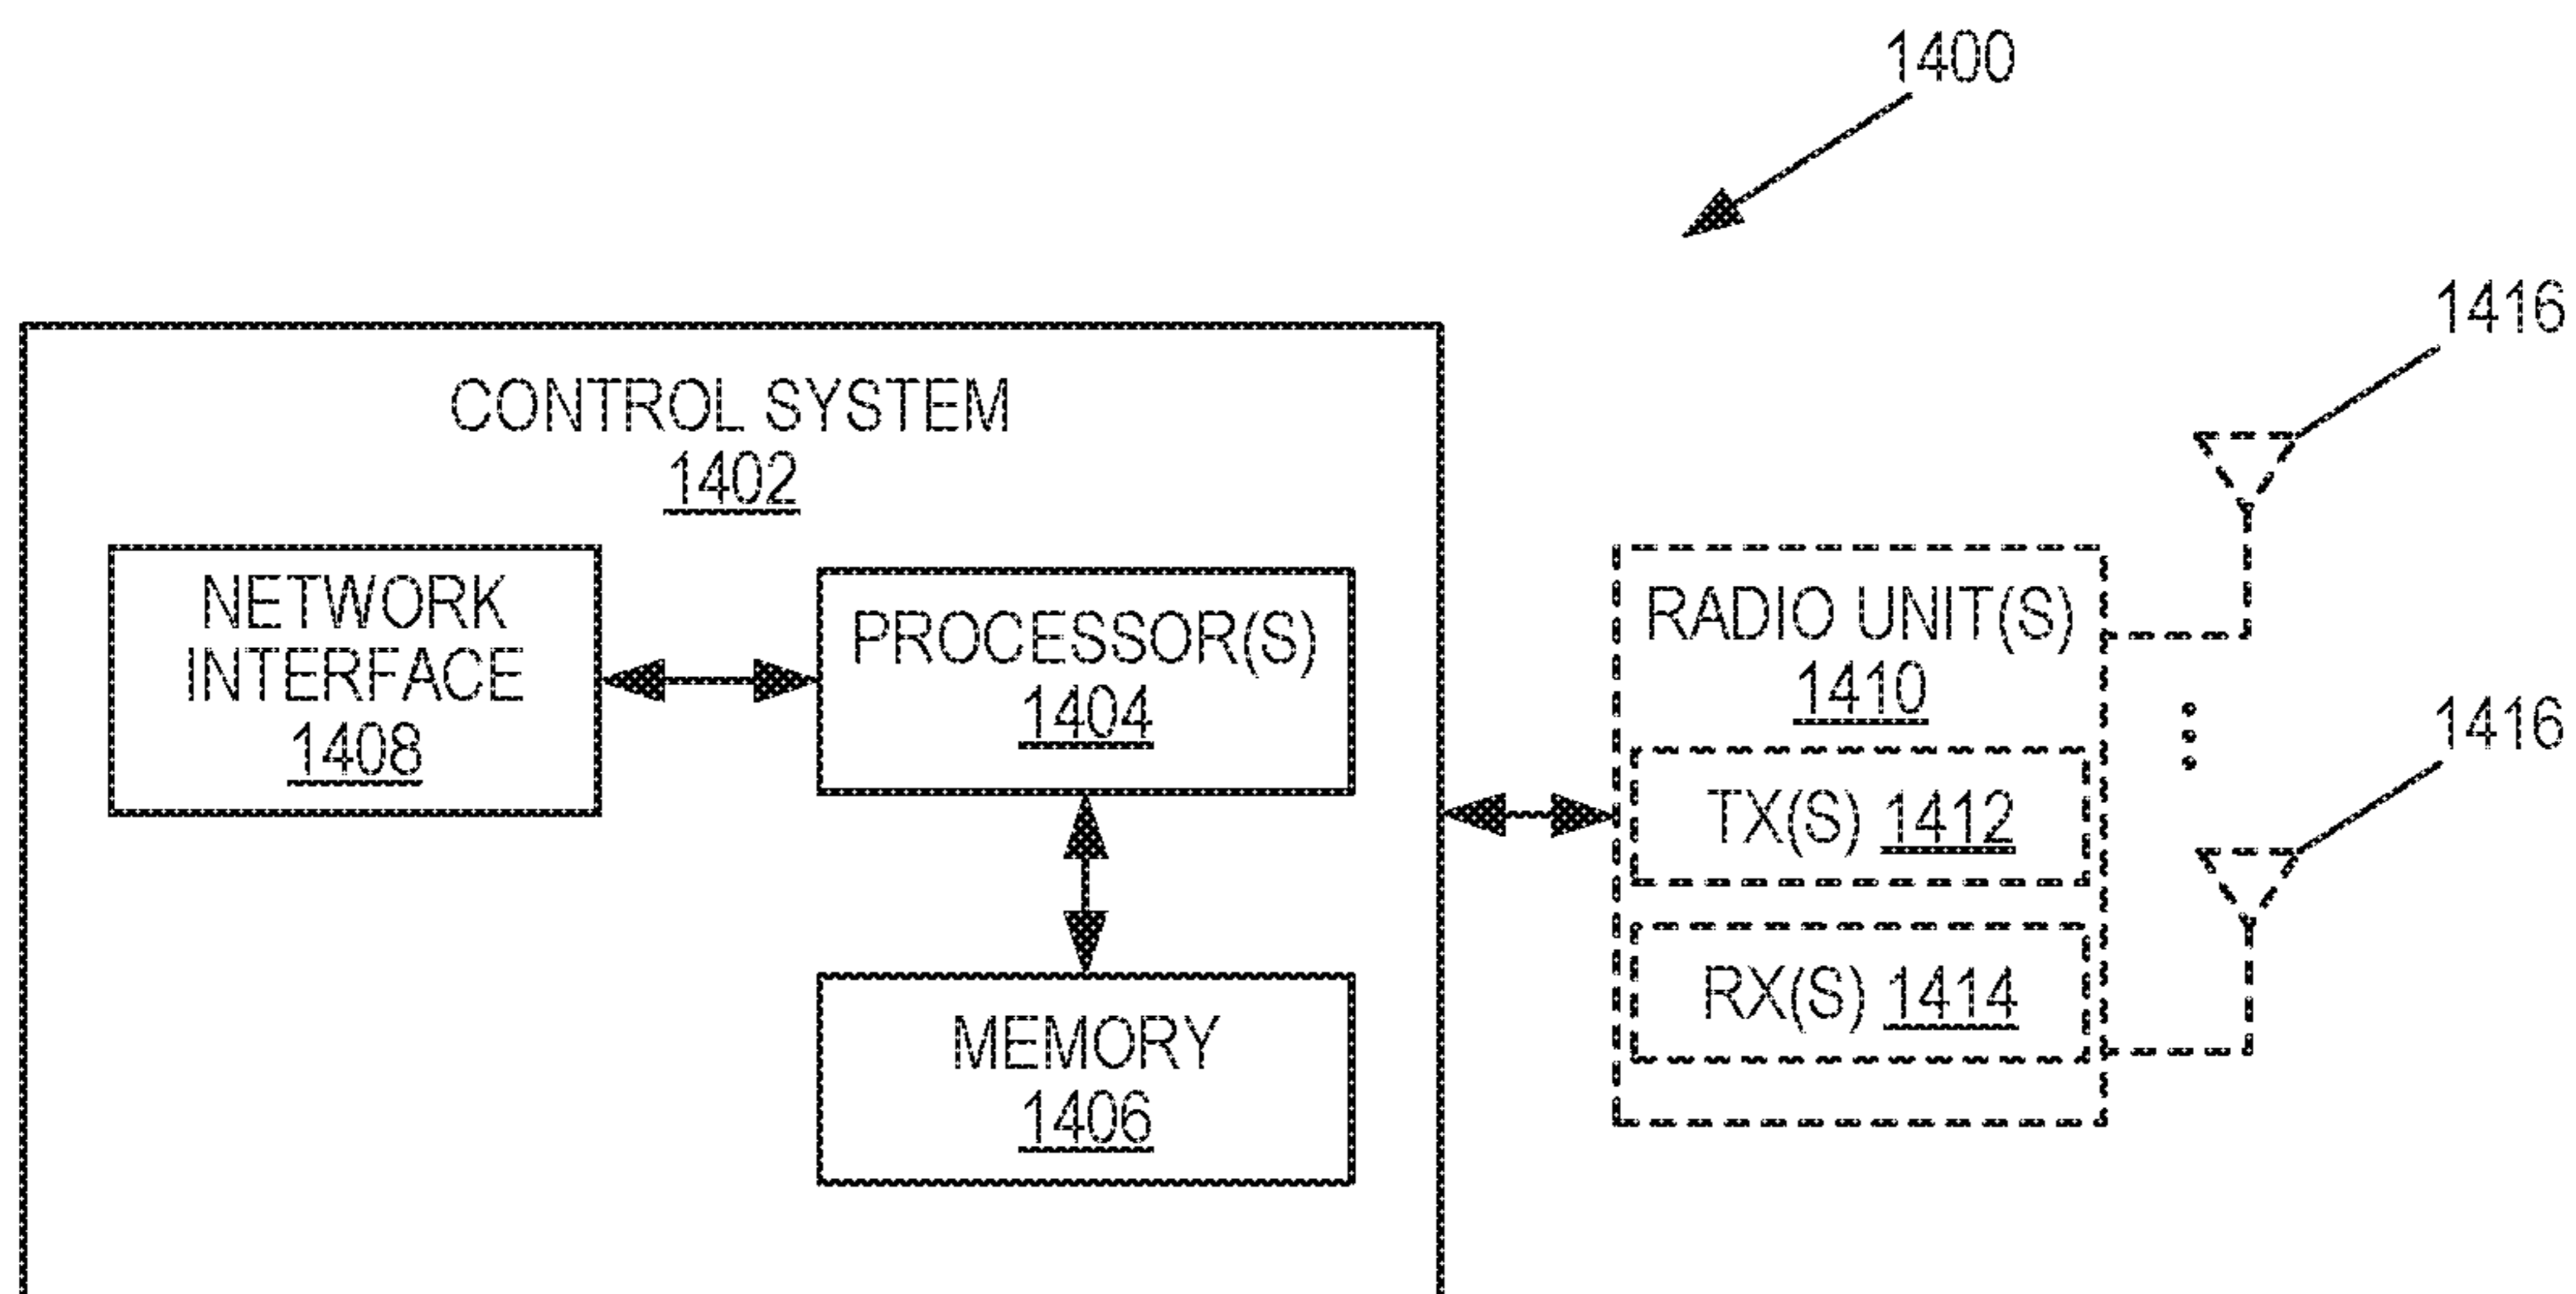 1400
1416
CONTROL SYSTEM
1402
NETWORK
INTERFACE
1408
PROCESSOR(S)
1404
MEMORY
1406
RADIO UNIT(S)
1410
TX(S) 1412
RX(S) 1414
1416